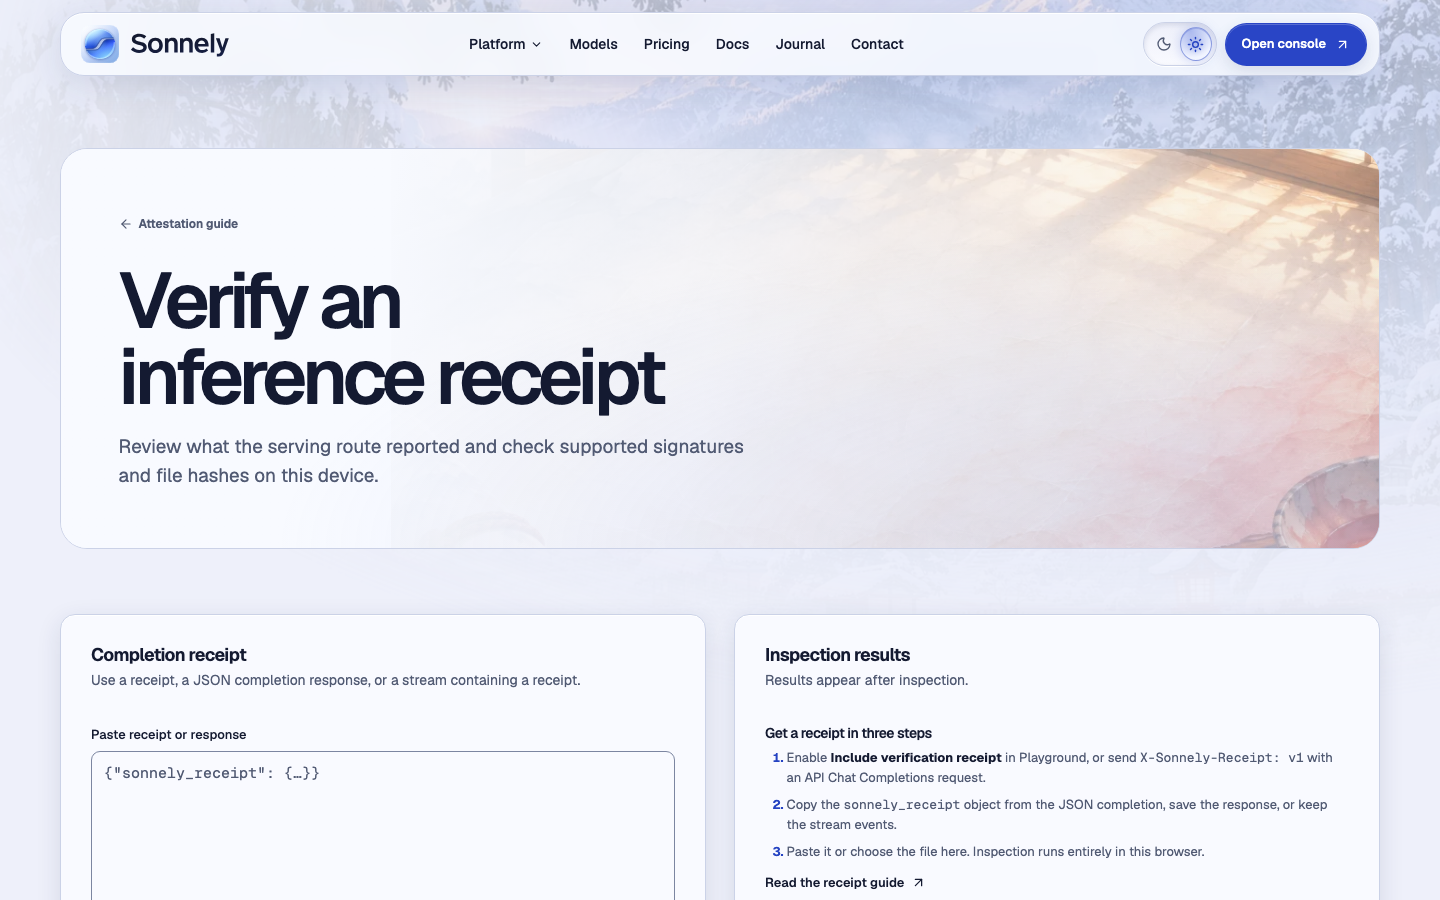 Sonnely
Platform
Models
Pricing
Docs
Journal
Contact
Open console
Attestation guide
Verify an
inference receipt
Review what the serving route reported and check supported signatures
and file hashes on this device.
Completion receipt
Use a receipt, a JSON completion response, or a stream containing a receipt.
Paste receipt or response
{"sonnely_receipt": {…}}
Inspection results
Results appear after inspection.
Get a receipt in three steps
1. Enable Include verification receipt in Playground, or send X-Sonnely-Receipt: v1 with
an API Chat Completions request.
2. Copy the sonnely_receipt object from the JSON completion, save the response, or keep
the stream events.
3. Paste it or choose the file here. Inspection runs entirely in this browser.
Read the receipt guide